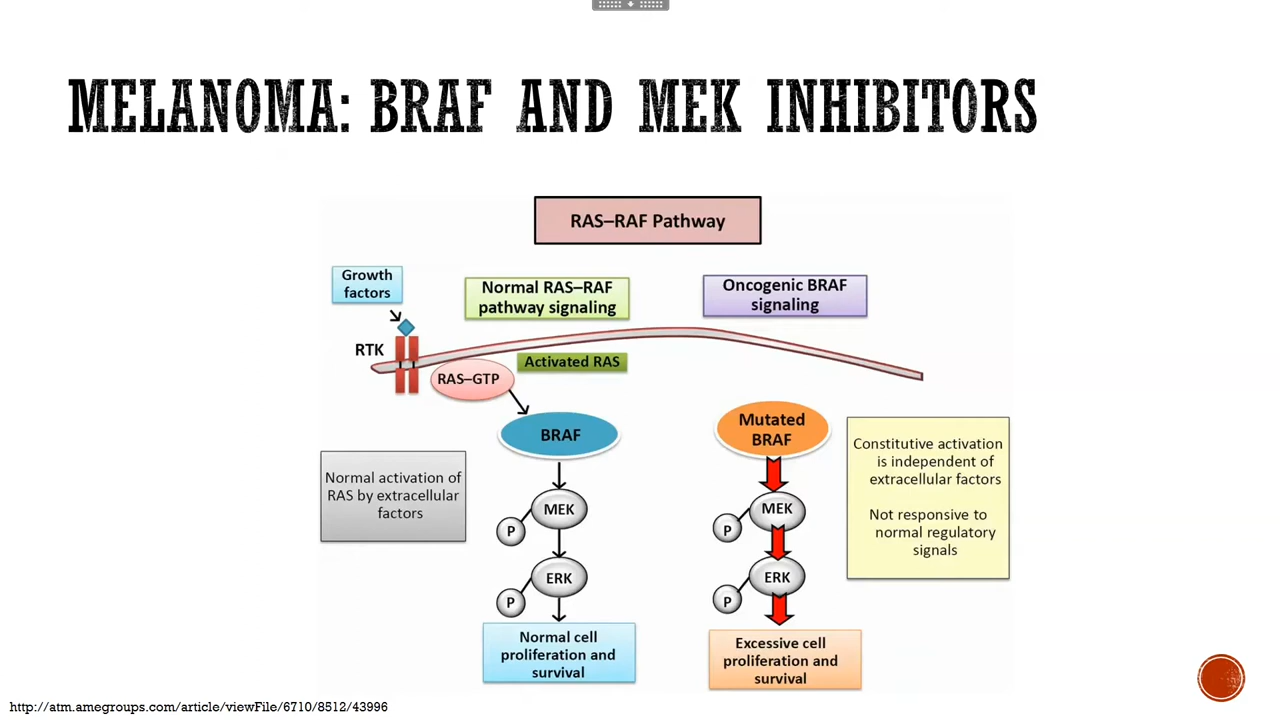 MELANOMA: BRAF AND MEK INHIBITORS
RAS–RAF Pathway
Growth
factors
Normal RAS–RAF
pathway signaling
Oncogenic BRAF
signaling
RTK
Activated RAS
RAS–GTP
BRAF
Mutated
BRAF
Normal activation of
RAS by extracellular
factors
Constitutive activation
is independent of
extracellular factors
Not responsive to
normal regulatory
signals
MEK
P
MEK
P
ERK
P
ERK
P
Normal cell
proliferation and
survival
Excessive cell
proliferation and
survival
http://atm.amegroups.com/article/viewFile/6710/8512/43996